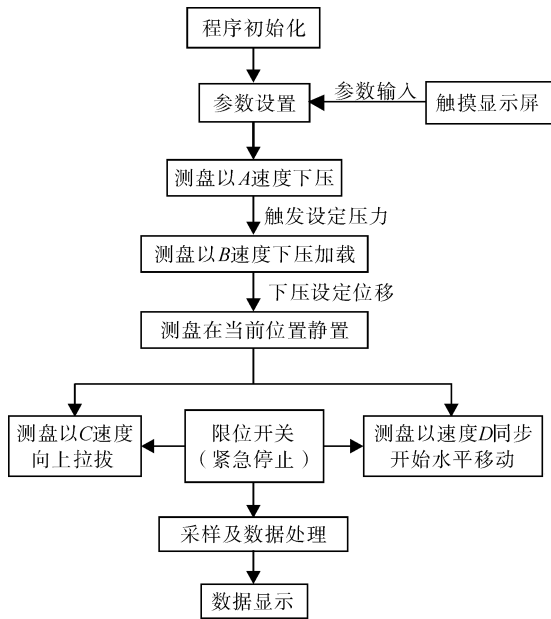 程序初始化
参数设置
参数输入
触摸显示屏
测盘以A速度下压
触发设定压力
测盘以B速度下压加载
下压设定位移
测盘在当前位置静置
测盘以C速度
向上拉拔
限位开关
（紧急停止）
测盘以速度D同步
开始水平移动
采样及数据处理
数据显示